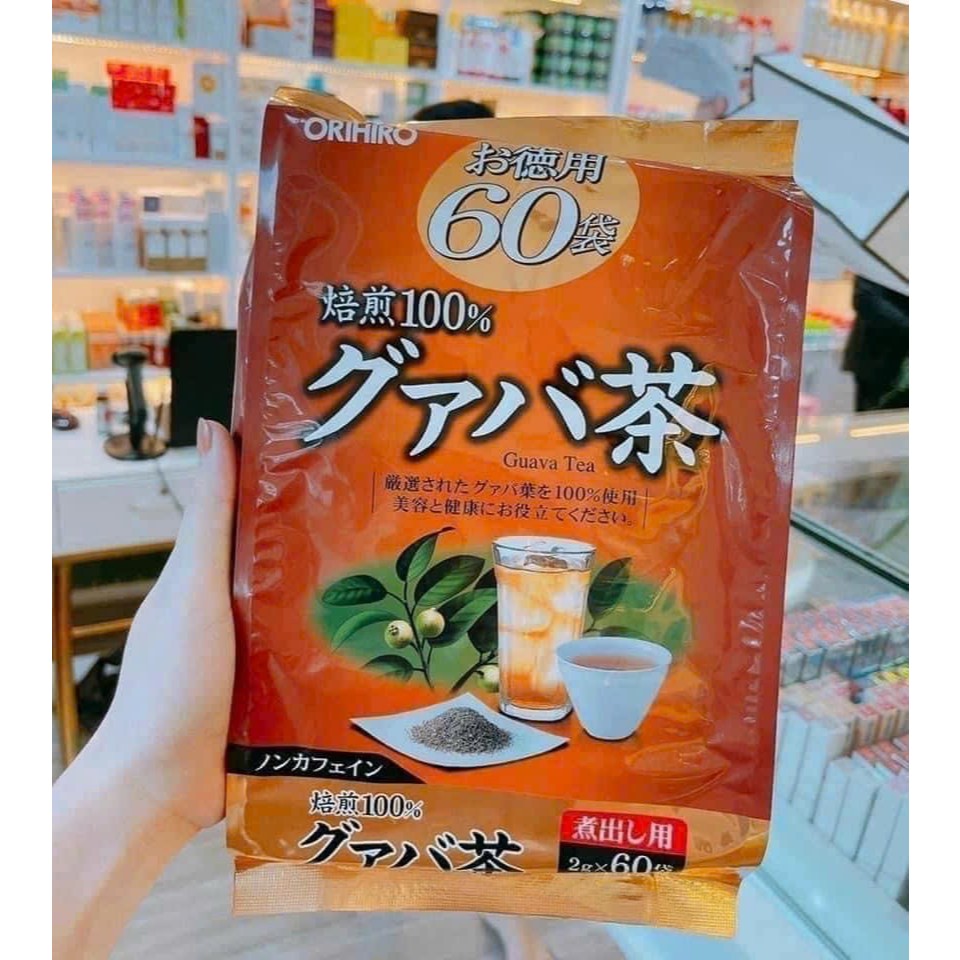 ORIHIRO
お徳用
60袋
焙煎100%
グァバ茶
Guava Tea
厳選されたグァバ葉を100%使用
美容と健康にお役立てください。
ノンカフェイン
焙煎100%
グァバ茶
煮出し用
2g×60袋